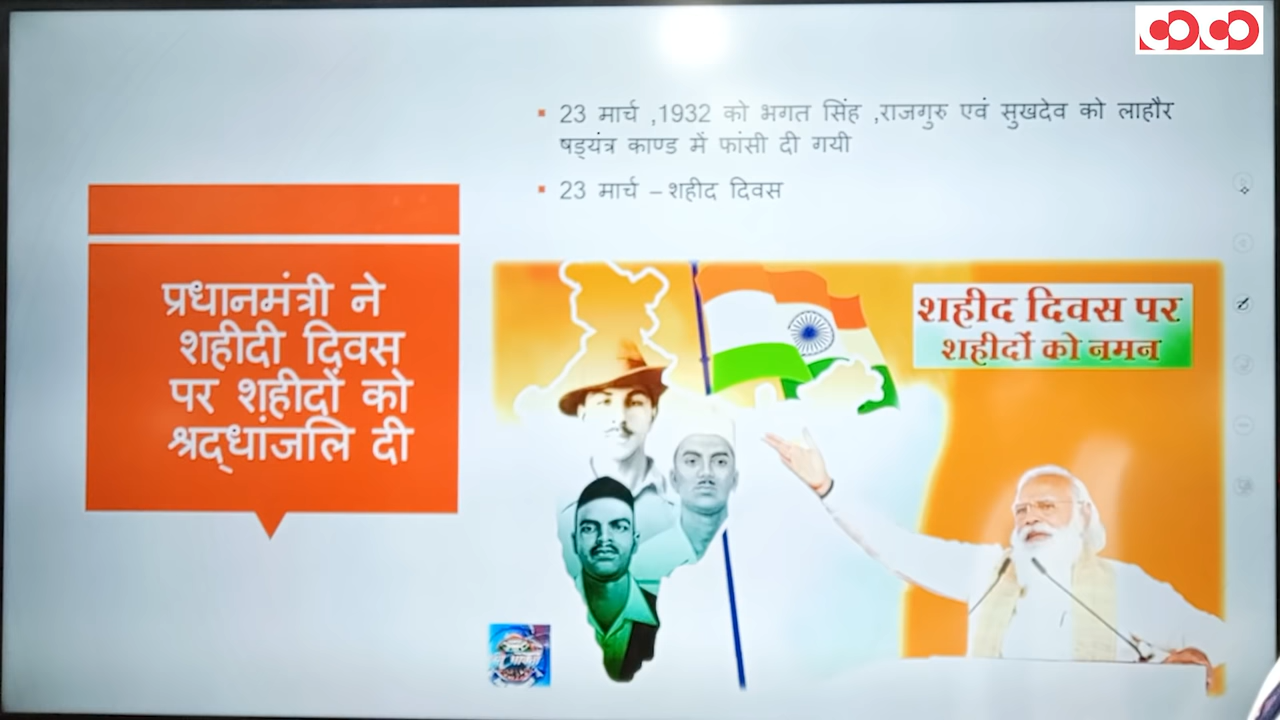 23 मार्च ,1932 को भगत सिंह ,राजगुरु एवं सुखदेव को लाहौर
षड्यंत्र काण्ड में फांसी दी गयी
23 मार्च – शहीद दिवस
प्रधानमंत्री ने
शहीदी दिवस
पर शहीदों को
श्रद्धांजलि दी
शहीद दिवस पर
शहीदों को नमन